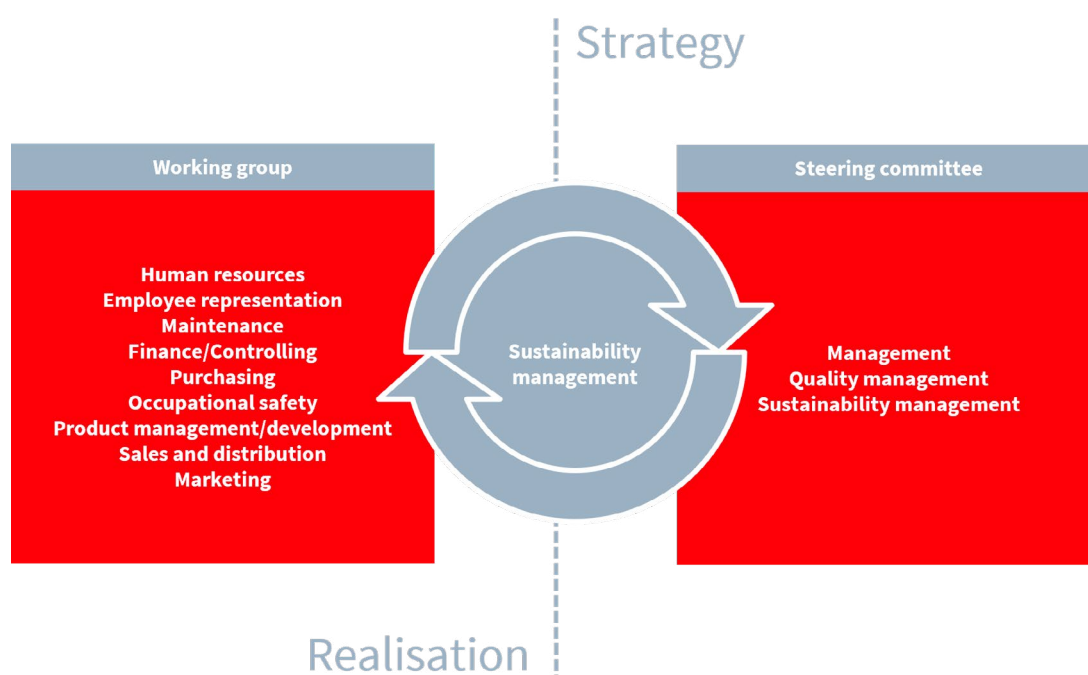 Strategy
Working group
Human resources
Employee representation
Maintenance
Finance/Controlling
Purchasing
Occupational safety
Product management/development
Sales and distribution
Marketing
Sustainability
management
Steering committee
Management
Quality management
Sustainability management
Realisation